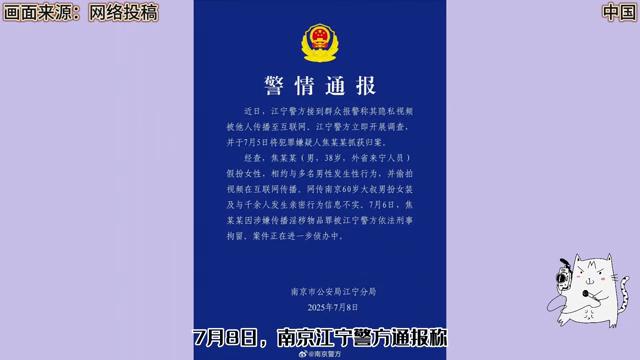 画面来源：网络投稿
中国
警情通报
近日，江宁警方接到群众报警称其隐私视频
被他人传播至互联网。江宁警方立即开展调查，
并于7月5日将犯罪嫌疑人焦某某抓获归案。
经查，焦某某（男，38岁，外省来宁人员）
假扮女性，相约与多名男性发生性行为，并偷拍
视频在互联网传播。网传南京60岁大叔男扮女装
及与千余人发生亲密行为信息不实。7月6日，焦
某某因涉嫌传播淫秽物品罪被江宁警方依法刑事
拘留。案件正在进一步侦办中。
南京市公安局江宁分局
2025年7月8日
7月8日，南京江宁警方通报称
@南京警方